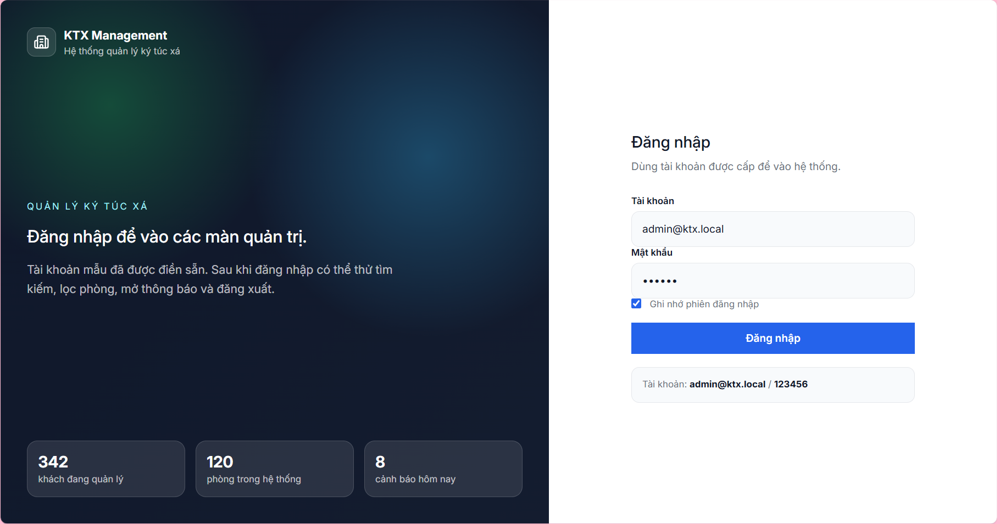 KTX Management
Hệ thống quản lý ký túc xá
QUẢN LÝ KÝ TÚC XÁ
Đăng nhập để vào các màn quản trị.
Tài khoản mẫu đã được điền sẵn. Sau khi đăng nhập có thể thử tìm
kiếm, lọc phòng, mở thông báo và đăng xuất.
342
khách đang quản lý
120
phòng trong hệ thống
8
cảnh báo hôm nay
Đăng nhập
Dùng tài khoản được cấp để vào hệ thống.
Tài khoản
admin@ktx.local
Mật khẩu
••••••
Ghi nhớ phiên đăng nhập
Đăng nhập
Tài khoản: admin@ktx.local / 123456